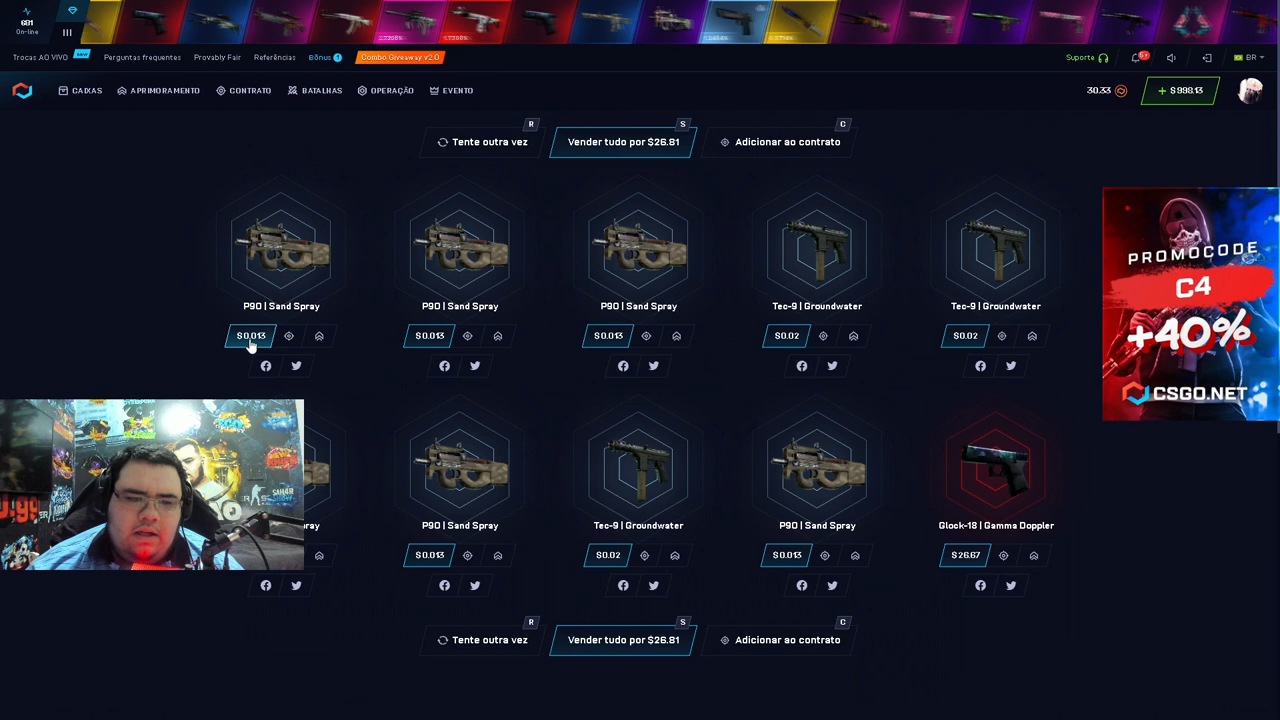 681
On-line
Trocas AO VIVO NEW Perguntas frequentes Provably Fair Referências Bônus 1 Combo Giveaway v2.0 Suporte 5+ BR
CAIXAS APRIMORAMENTO CONTRATO BATALHAS OPERAÇÃO EVENTO 30.33 + $ 998.13
R S C
Tente outra vez Vender tudo por $26.81 Adicionar ao contrato
P90 | Sand Spray P90 | Sand Spray P90 | Sand Spray Tec-9 | Groundwater Tec-9 | Groundwater
$0.013 $0.013 $0.013 $0.02 $0.02
PROMOCODE
C4
+40%
CSGO.NET
pray P90 | Sand Spray Tec-9 | Groundwater P90 | Sand Spray Glock-18 | Gamma Doppler
$0.013 $0.02 $0.013 $26.67
R S C
Tente outra vez Vender tudo por $26.81 Adicionar ao contrato